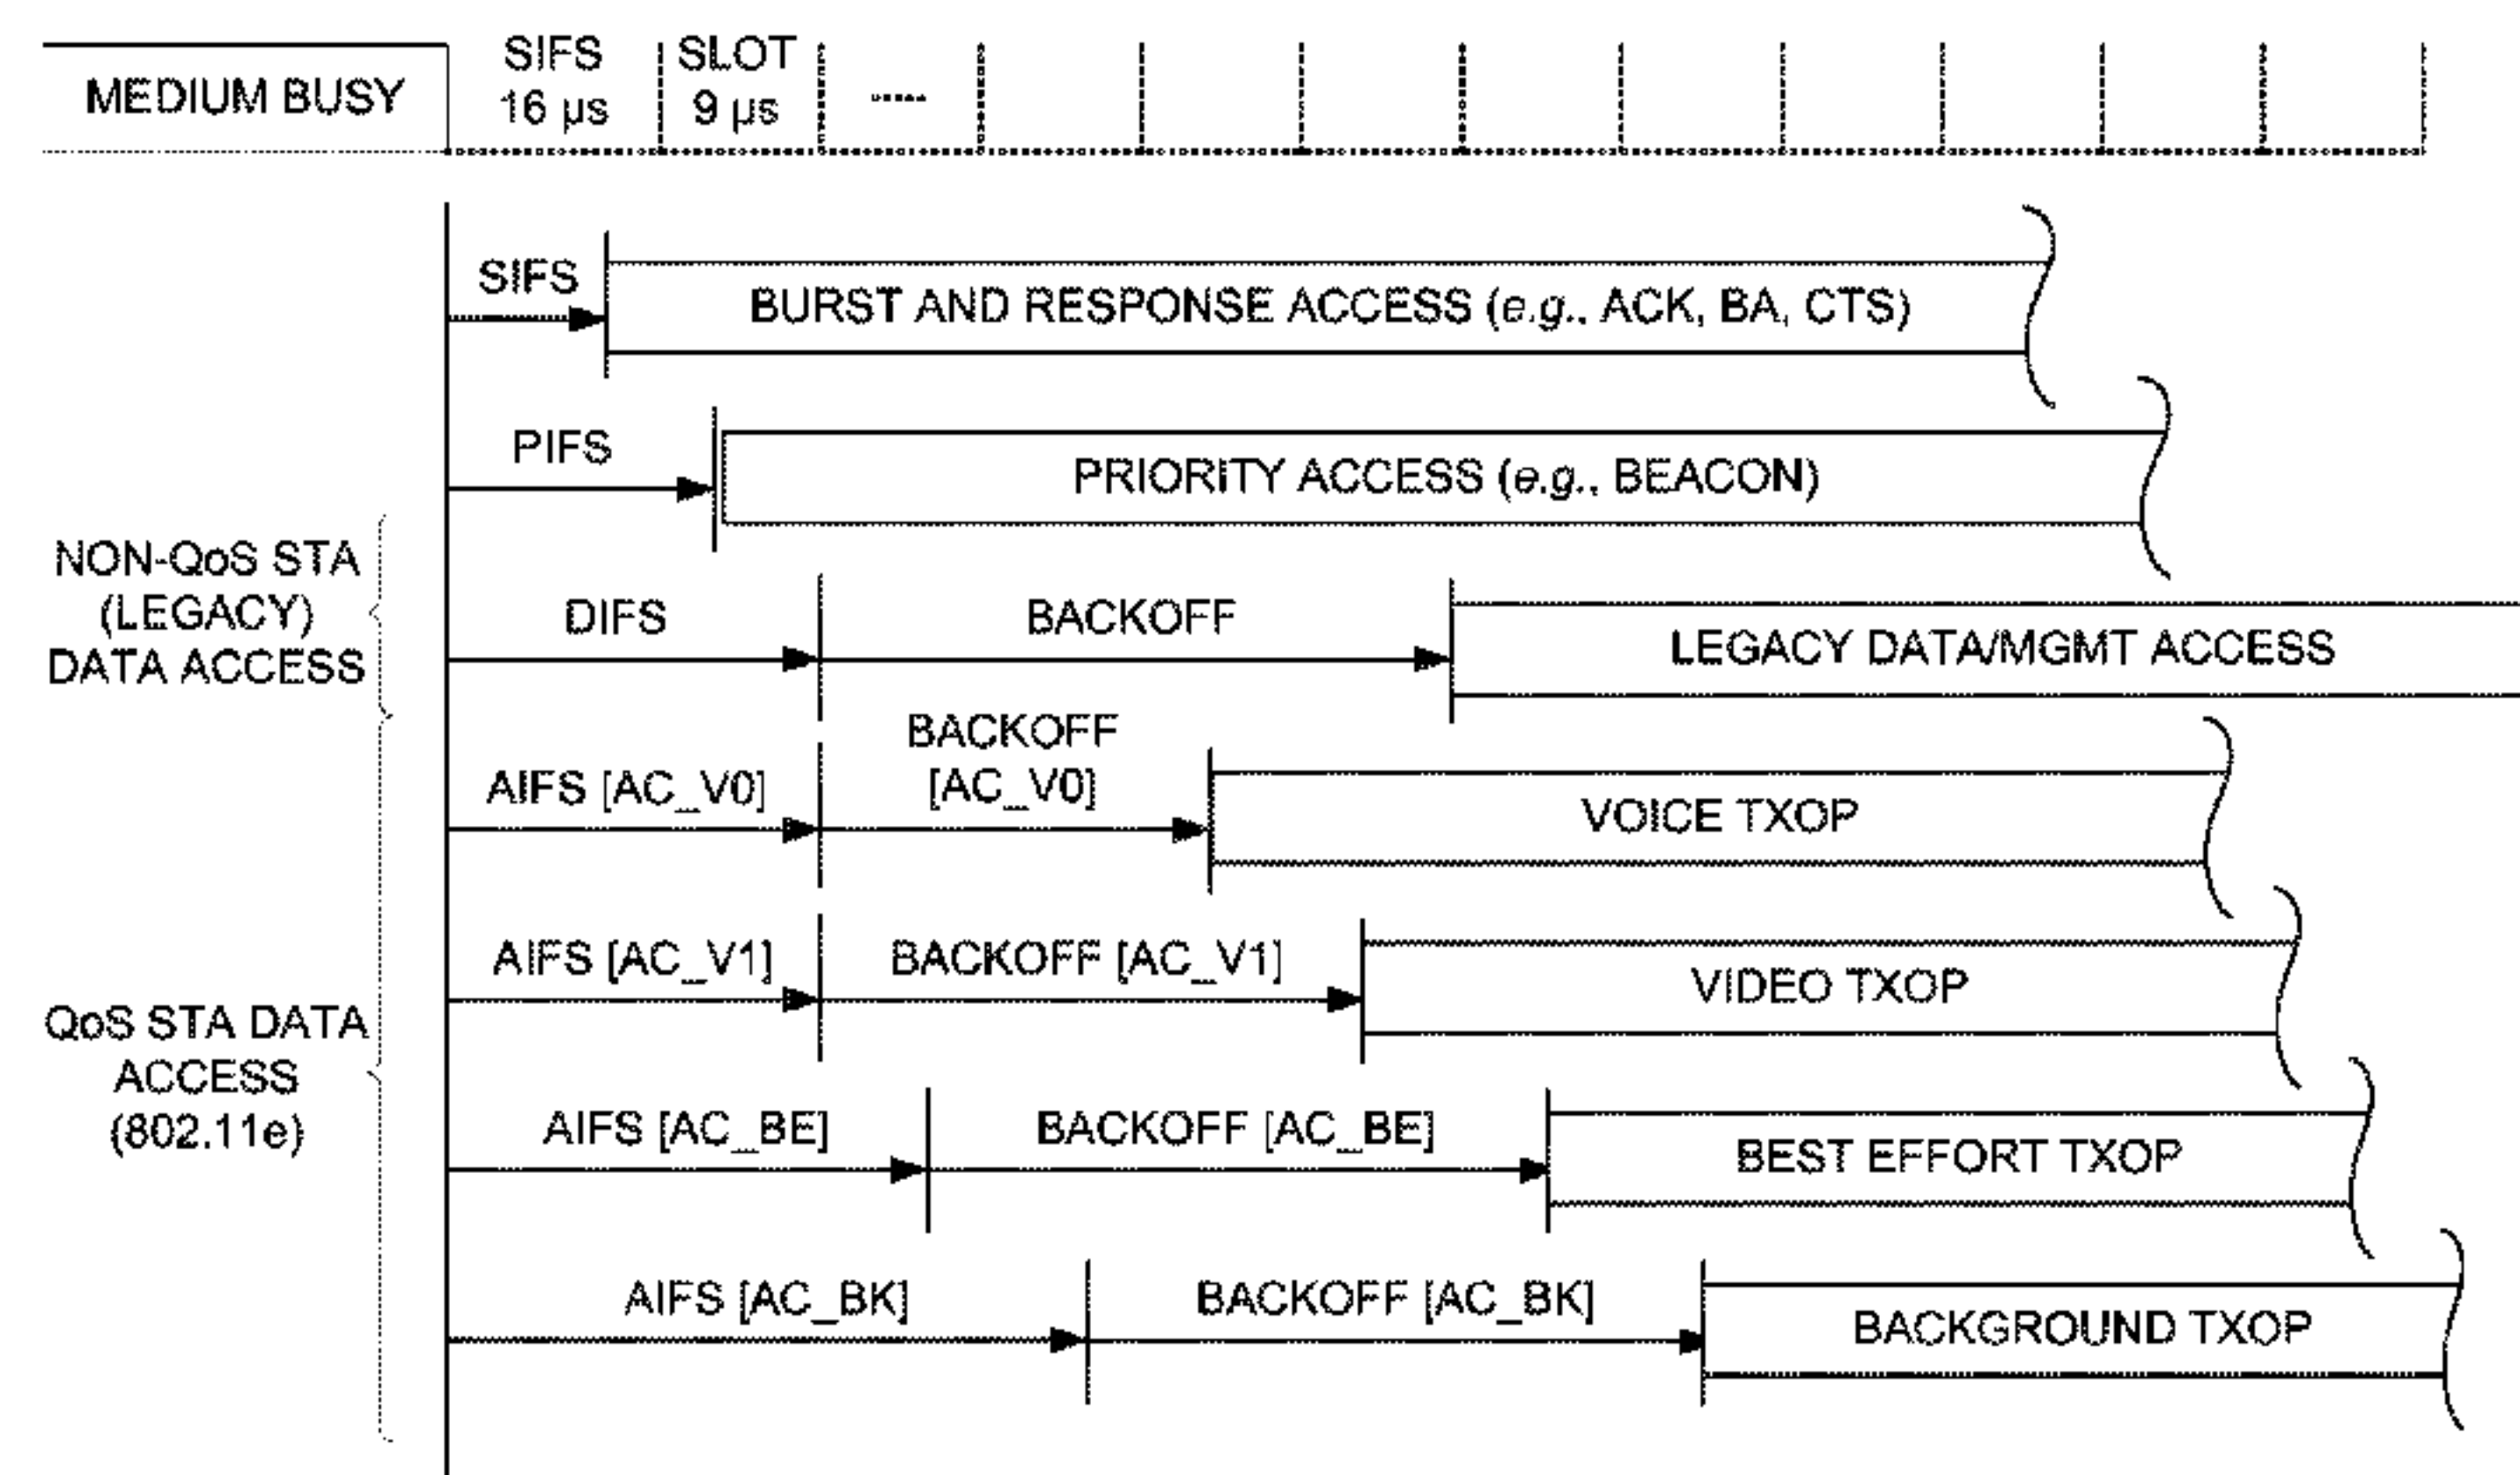 MEDIUM BUSY
SIFS
16 µs
SLOT
9 µs
SIFS
BURST AND RESPONSE ACCESS (e.g., ACK, BA, CTS)
PIFS
PRIORITY ACCESS (e.g., BEACON)
NON-QoS STA
(LEGACY)
DATA ACCESS
DIFS
BACKOFF
LEGACY DATA/MGMT ACCESS
AIFS [AC_V0]
BACKOFF
[AC_V0]
VOICE TXOP
AIFS [AC_V1]
BACKOFF [AC_V1]
VIDEO TXOP
QoS STA DATA
ACCESS
(802.11e)
AIFS [AC_BE]
BACKOFF [AC_BE]
BEST EFFORT TXOP
AIFS [AC_BK]
BACKOFF [AC_BK]
BACKGROUND TXOP